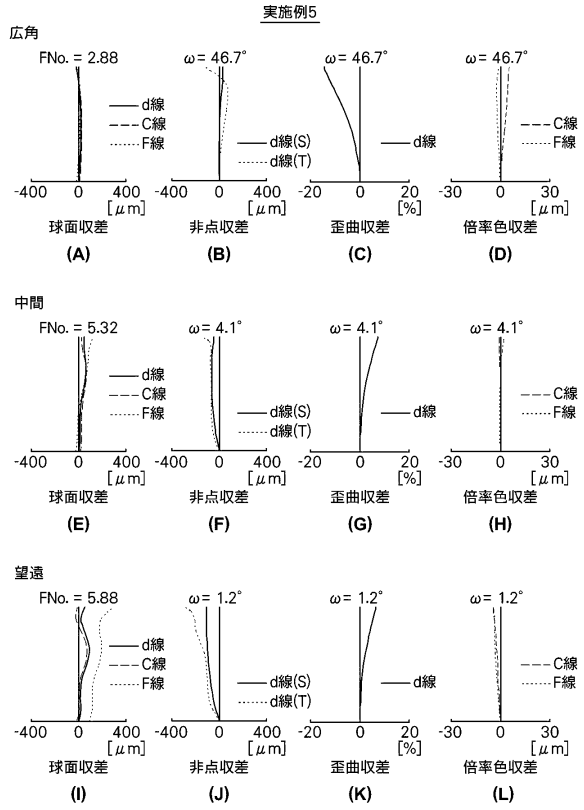 実施例5
広角
FNo. = 2.88
ω = 46.7°
ω = 46.7°
ω = 46.7°
d線
C線
F線
d線(S)
d線(T)
d線
C線
F線
-400 0 400
-400 0 400
-20 0 20
-30 0 30
[μm]
[μm]
[%]
[μm]
球面収差
非点収差
歪曲収差
倍率色収差
(A)
(B)
(C)
(D)
中間
FNo. = 5.32
ω = 4.1°
ω = 4.1°
ω = 4.1°
d線
C線
F線
d線(S)
d線(T)
d線
C線
F線
-400 0 400
-400 0 400
-20 0 20
-30 0 30
[μm]
[μm]
[%]
[μm]
球面収差
非点収差
歪曲収差
倍率色収差
(E)
(F)
(G)
(H)
望遠
FNo. = 5.88
ω = 1.2°
ω = 1.2°
ω = 1.2°
d線
C線
F線
d線(S)
d線(T)
d線
C線
F線
-400 0 400
-400 0 400
-20 0 20
-30 0 30
[μm]
[μm]
[%]
[μm]
球面収差
非点収差
歪曲収差
倍率色収差
(I)
(J)
(K)
(L)